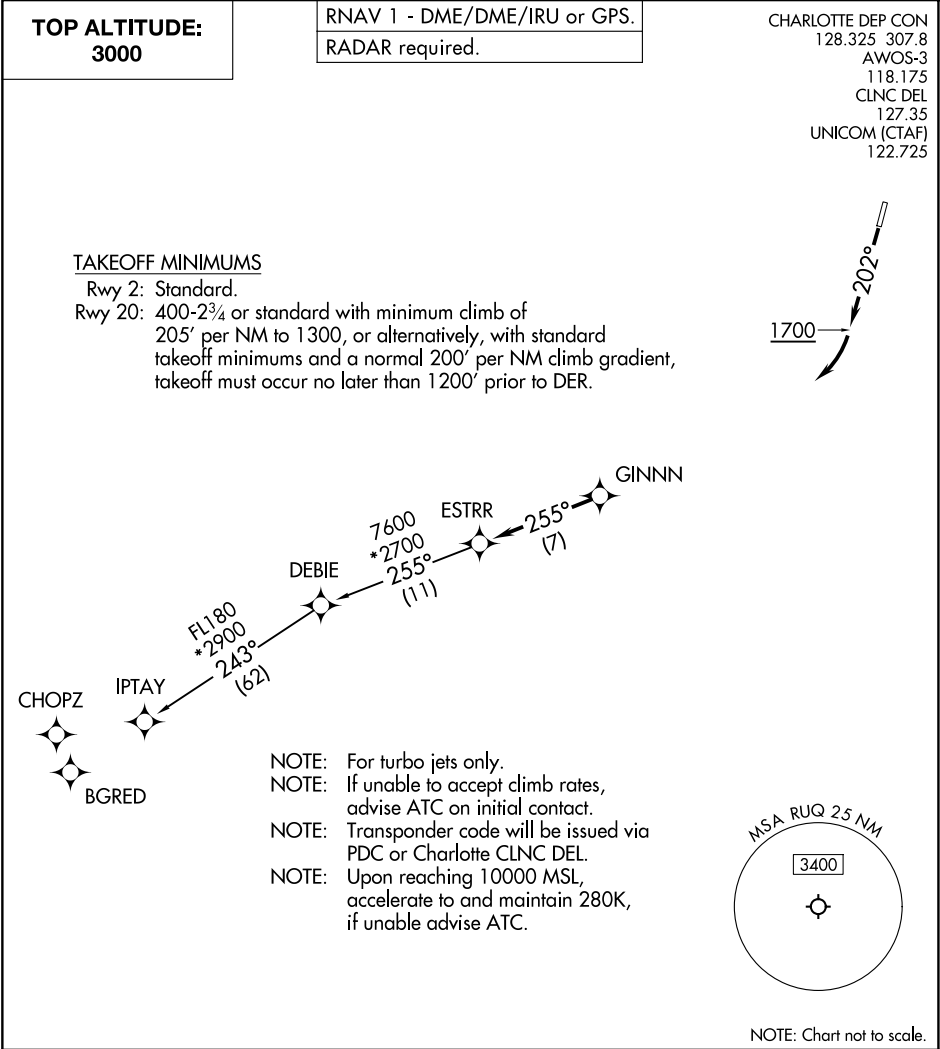 TOP ALTITUDE:
3000
RNAV 1 - DME/DME/IRU or GPS.
RADAR required.
CHARLOTTE DEP CON
128.325 307.8
AWOS-3
118.175
CLNC DEL
127.35
UNICOM (CTAF)
122.725
202°
1700
TAKEOFF MINIMUMS
Rwy 2: Standard.
Rwy 20: 400-2¾ or standard with minimum climb of
205' per NM to 1300, or alternatively, with standard
takeoff minimums and a normal 200' per NM climb gradient,
takeoff must occur no later than 1200' prior to DER.
GINNN
255°
(7)
ESTRR
7600
*2700
255°
(11)
DEBIE
FL180
*2900
243°
(62)
IPTAY
CHOPZ
BGRED
NOTE: For turbo jets only.
NOTE: If unable to accept climb rates,
advise ATC on initial contact.
NOTE: Transponder code will be issued via
PDC or Charlotte CLNC DEL.
NOTE: Upon reaching 10000 MSL,
accelerate to and maintain 280K,
if unable advise ATC.
MSA RUQ 25 NM
3400
NOTE: Chart not to scale.